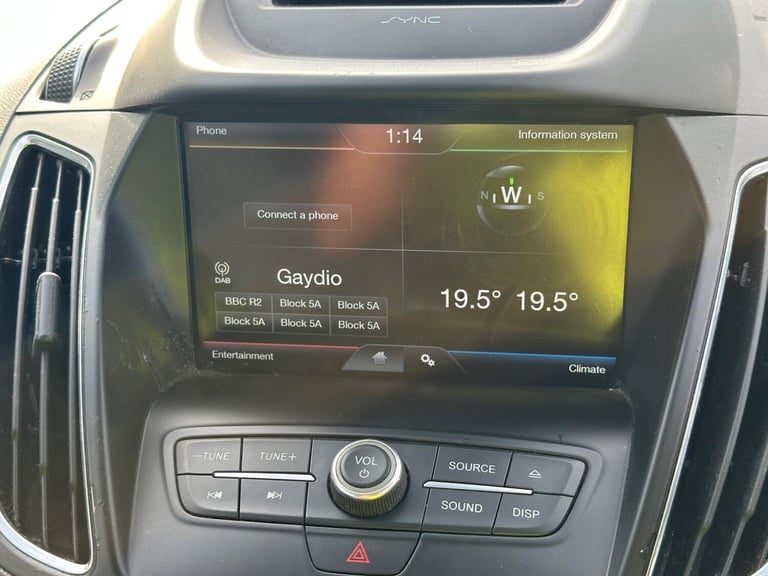 SYNC
Phone 1:14 Information system
N W S
Connect a phone
DAB Gaydio
19.5° 19.5°
BBC R2 Block 5A Block 5A
Block 5A Block 5A Block 5A
Entertainment
Climate
−TUNE TUNE+ VOL SOURCE
SOUND DISP